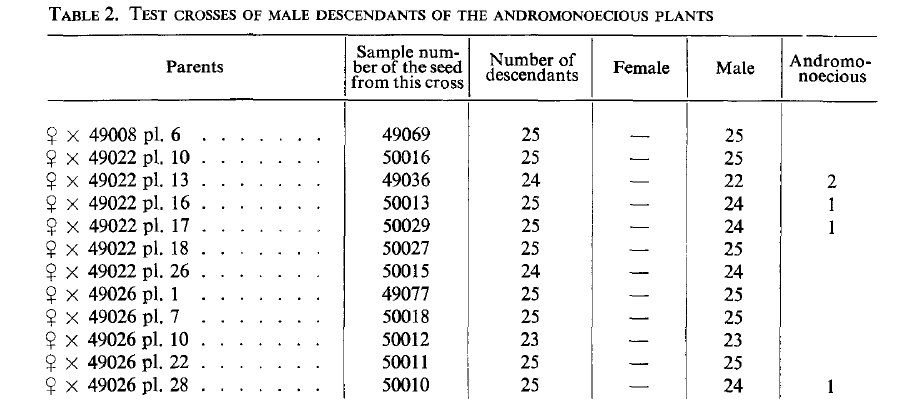 TABLE 2. TEST CROSSES OF MALE DESCENDANTS OF THE ANDROMONOECIOUS PLANTS
Parents | Sample num-ber of the seed from this cross | Number of descendants | Female | Male | Andromo-noecious
♀ × 49008 pl. 6 . . . . . . . 49069 25 — 25
♀ × 49022 pl. 10 . . . . . . . 50016 25 — 25
♀ × 49022 pl. 13 . . . . . . . 49036 24 — 22 2
♀ × 49022 pl. 16 . . . . . . . 50013 25 — 24 1
♀ × 49022 pl. 17 . . . . . . . 50029 25 — 24 1
♀ × 49022 pl. 18 . . . . . . . 50027 25 — 25
♀ × 49022 pl. 26 . . . . . . . 50015 24 — 24
♀ × 49026 pl. 1 . . . . . . . 49077 25 — 25
♀ × 49026 pl. 7 . . . . . . . 50018 25 — 25
♀ × 49026 pl. 10 . . . . . . . 50012 23 — 23
♀ × 49026 pl. 22 . . . . . . . 50011 25 — 25
♀ × 49026 pl. 28 . . . . . . . 50010 25 — 24 1